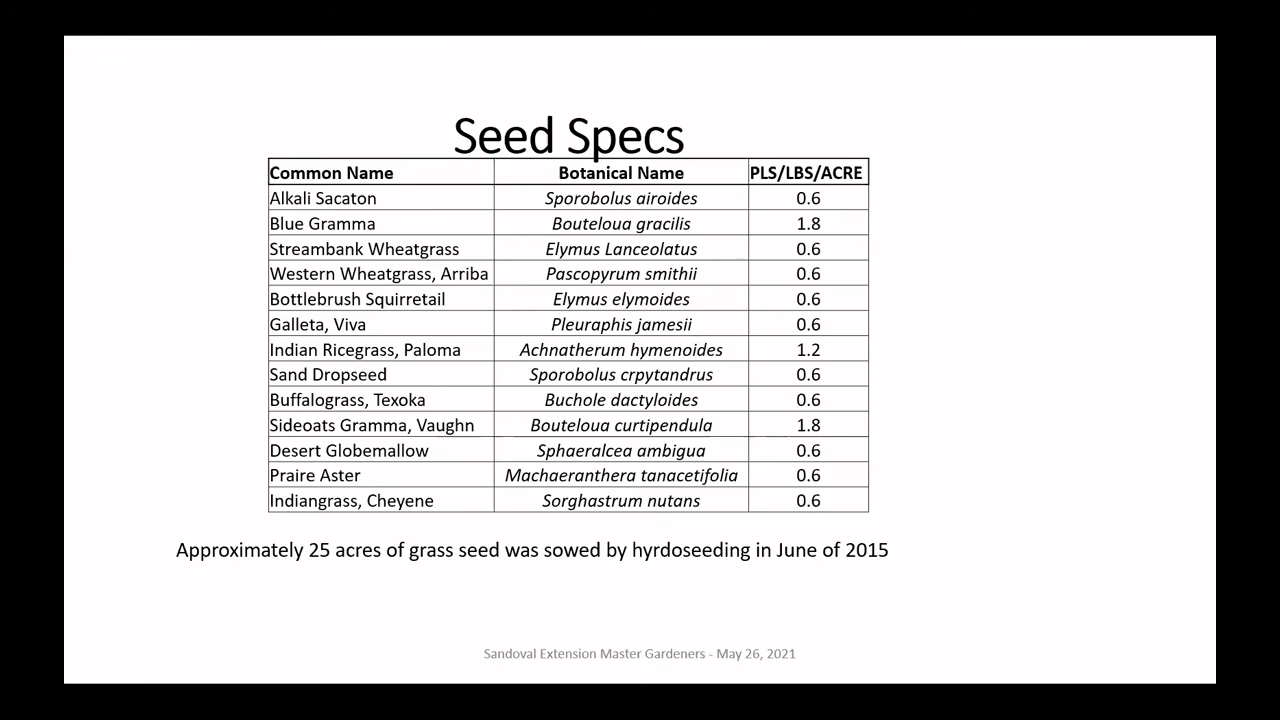 Seed Specs
Common Name Botanical Name PLS/LBS/ACRE
Alkali Sacaton Sporobolus airoides 0.6
Blue Gramma Bouteloua gracilis 1.8
Streambank Wheatgrass Elymus Lanceolatus 0.6
Western Wheatgrass, Arriba Pascopyrum smithii 0.6
Bottlebrush Squirretail Elymus elymoides 0.6
Galleta, Viva Pleuraphis jamesii 0.6
Indian Ricegrass, Paloma Achnatherum hymenoides 1.2
Sand Dropseed Sporobolus crpytandrus 0.6
Buffalograss, Texoka Buchole dactyloides 0.6
Sideoats Gramma, Vaughn Bouteloua curtipendula 1.8
Desert Globemallow Sphaeralcea ambigua 0.6
Praire Aster Machaeranthera tanacetifolia 0.6
Indiangrass, Cheyene Sorghastrum nutans 0.6
Approximately 25 acres of grass seed was sowed by hyrdoseeding in June of 2015
Sandoval Extension Master Gardeners - May 26, 2021